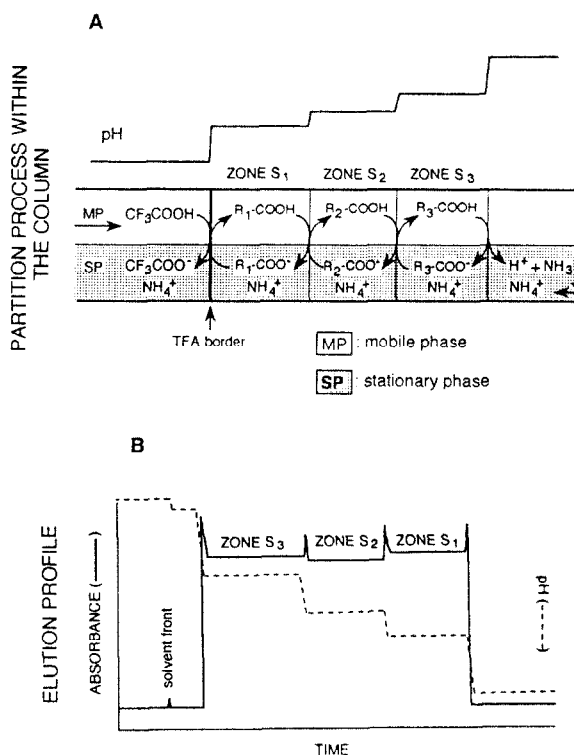 A
PARTITION PROCESS WITHIN
THE COLUMN
pH
ZONE S1 ZONE S2 ZONE S3
MP CF3COOH R1-COOH R2-COOH R3-COOH
SP CF3COO- R1-COO- R2-COO- R3-COO- H+ + NH3
NH4+ NH4+ NH4+ NH4+ NH4+
TFA border
MP : mobile phase
SP : stationary phase
B
ELUTION PROFILE
ABSORBANCE (——)
solvent front
ZONE S3 ZONE S2 ZONE S1
pH (-----)
TIME